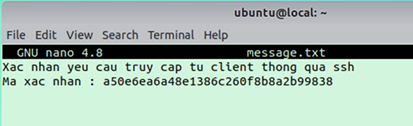 ubuntu@local: ~
File Edit View Search Terminal Help
GNU nano 4.8 message.txt
Xac nhan yeu cau truy cap tu client thong qua ssh
Ma xac nhan : a50e6ea6a48e1386c260f8b8a2b99838